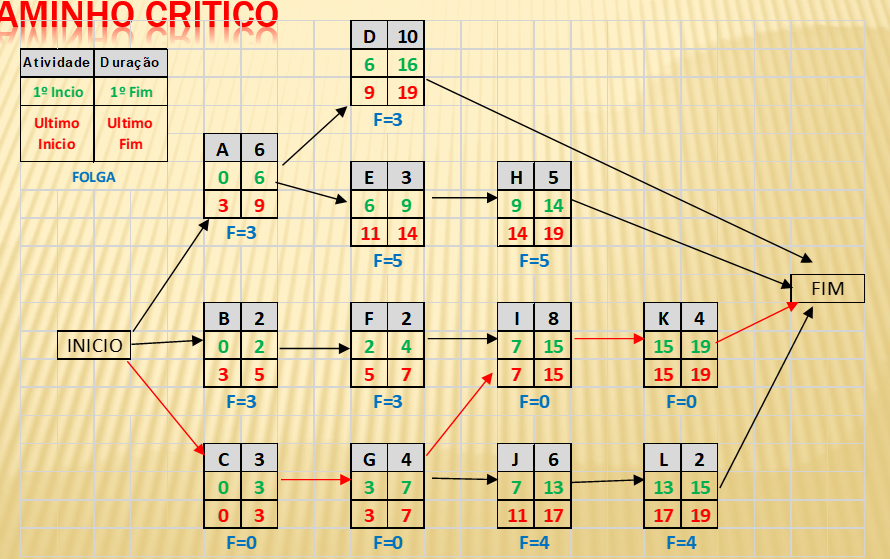 AMINHO CRÍTICO
Atividade Duração
1º Incio 1º Fim
Ultimo Inicio Ultimo Fim
FOLGA
D 10
6 16
9 19
F=3
A 6
0 6
3 9
F=3
E 3
6 9
11 14
F=5
H 5
9 14
14 19
F=5
FIM
INICIO
B 2
0 2
3 5
F=3
F 2
2 4
5 7
F=3
I 8
7 15
7 15
F=0
K 4
15 19
15 19
F=0
C 3
0 3
0 3
F=0
G 4
3 7
3 7
F=0
J 6
7 13
11 17
F=4
L 2
13 15
17 19
F=4